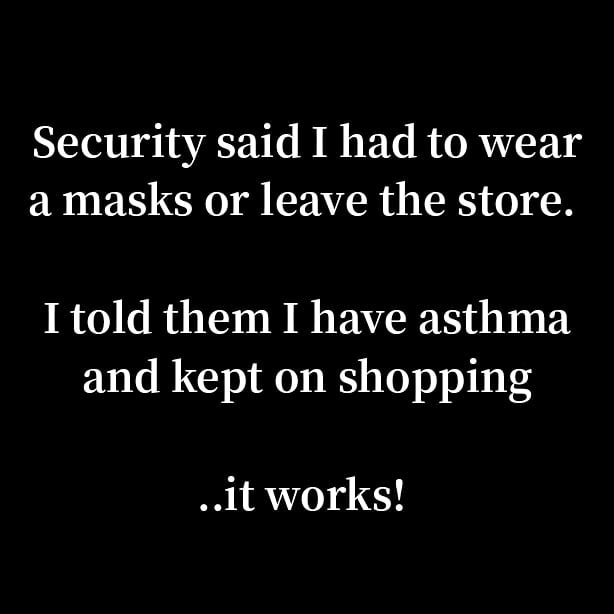 Security said I had to wear
a masks or leave the store.
I told them I have asthma
and kept on shopping
..it works!